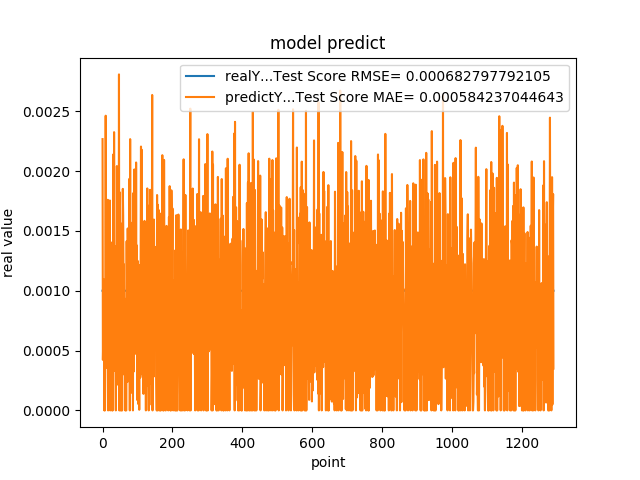 model predict
realY...Test Score RMSE= 0.000682797792105
predictY...Test Score MAE= 0.000584237044643
0.0025
0.0020
0.0015
0.0010
0.0005
0.0000
real value
0 200 400 600 800 1000 1200
point